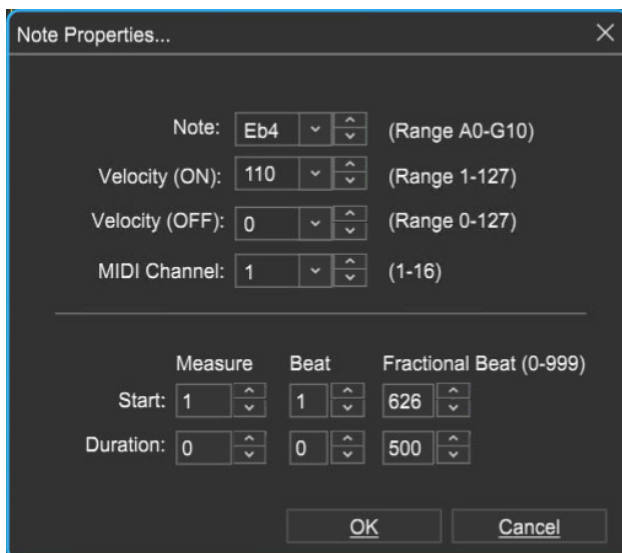 Note Properties...
Note: Eb4 (Range A0-G10)
Velocity (ON): 110 (Range 1-127)
Velocity (OFF): 0 (Range 0-127)
MIDI Channel: 1 (1-16)
Measure Beat Fractional Beat (0-999)
Start: 1 1 626
Duration: 0 0 500
OK Cancel